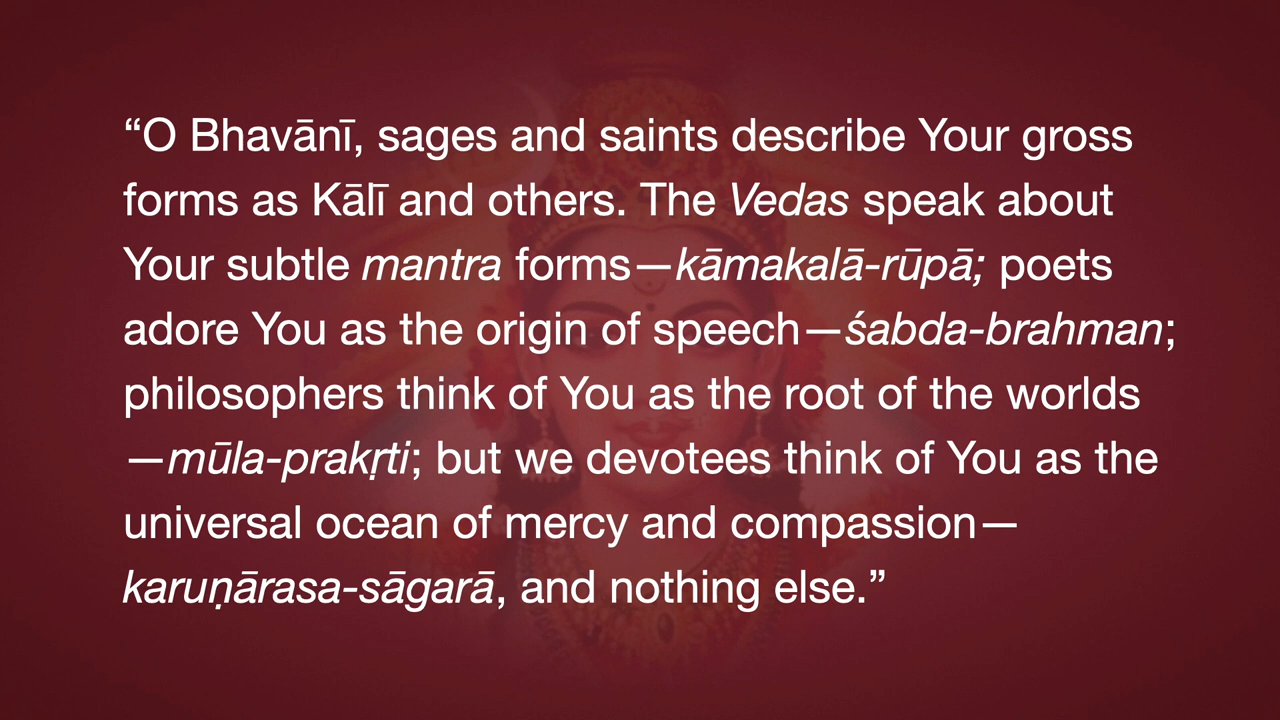 “O Bhavānī, sages and saints describe Your gross
forms as Kālī and others. The Vedas speak about
Your subtle mantra forms—kāmakalā-rūpā; poets
adore You as the origin of speech—śabda-brahman;
philosophers think of You as the root of the worlds
—mūla-prakṛti; but we devotees think of You as the
universal ocean of mercy and compassion—
karuṇārasa-sāgarā, and nothing else.”